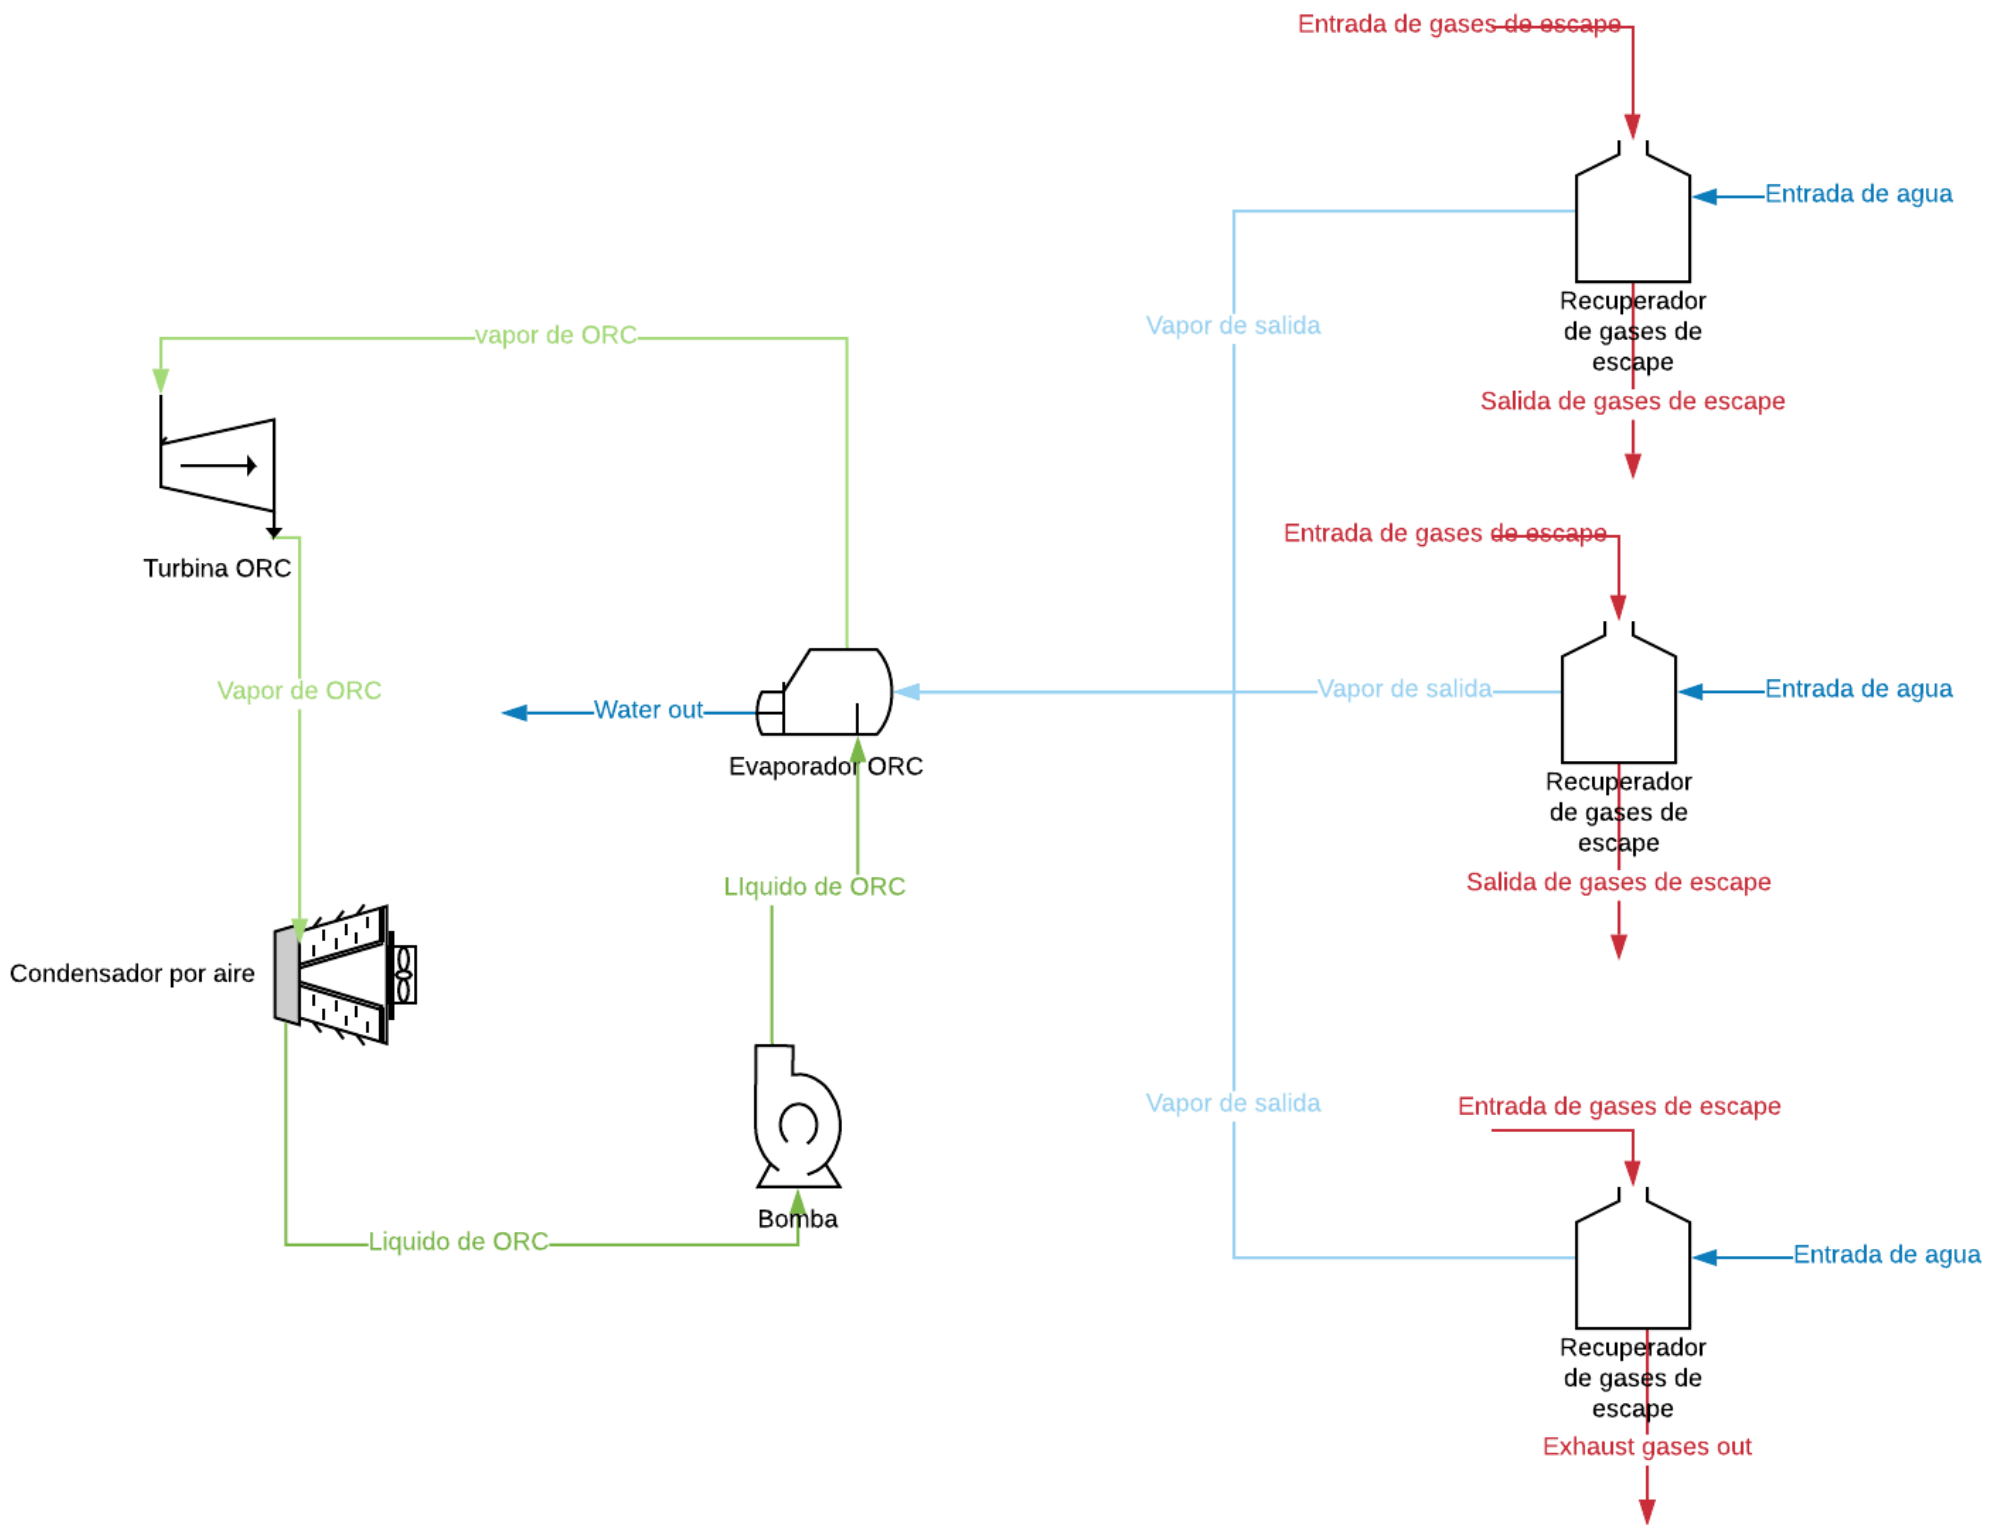 Entrada de gases de escape
Entrada de agua
Recuperador
de gases de
escape
Vapor de salida
vapor de ORC
Salida de gases de escape
Entrada de gases de escape
Turbina ORC
Vapor de ORC
Water out
Vapor de salida
Entrada de agua
Evaporador ORC
Recuperador
de gases de
escape
LIquido de ORC
Salida de gases de escape
Condensador por aire
Vapor de salida
Entrada de gases de escape
Bomba
Liquido de ORC
Entrada de agua
Recuperador
de gases de
escape
Exhaust gases out